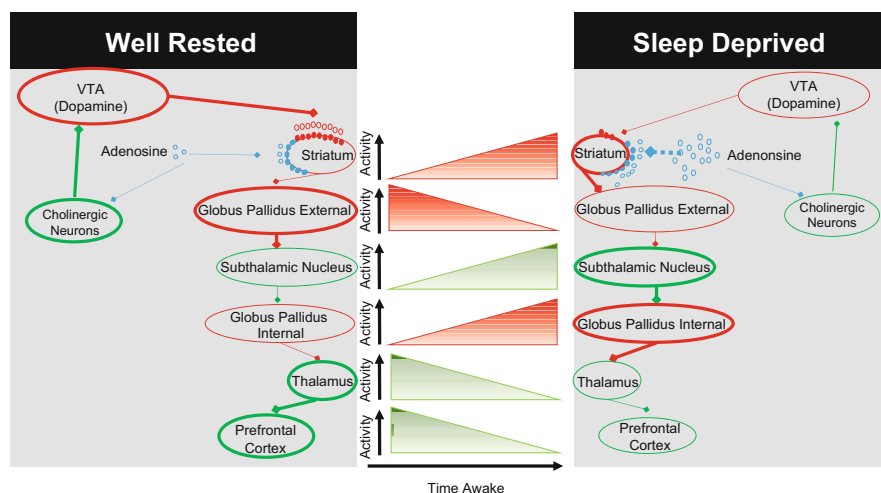 Well Rested
Sleep Deprived
VTA
(Dopamine)
Adenosine
Striatum
Cholinergic
Neurons
Globus Pallidus External
Subthalamic Nucleus
Globus Pallidus
Internal
Thalamus
Prefrontal
Cortex
Activity
Activity
Activity
Activity
Activity
Activity
Time Awake
VTA
(Dopamine)
Striatum
Adenonsine
Globus Pallidus External
Cholinergic
Neurons
Subthalamic Nucleus
Globus Pallidus Internal
Thalamus
Prefrontal
Cortex